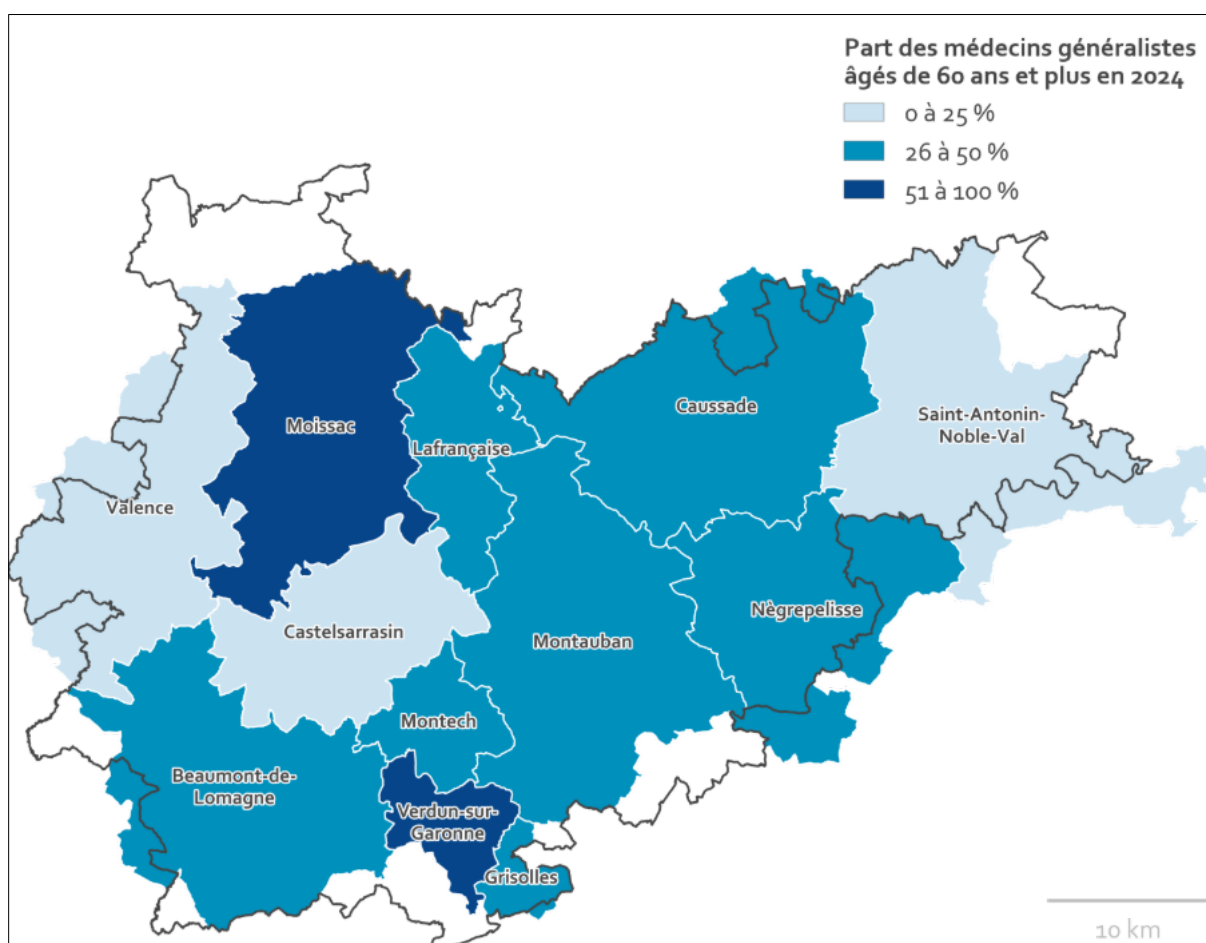 Part des médecins généralistes
âgés de 60 ans et plus en 2024
0 à 25 %
26 à 50 %
51 à 100 %
Moissac
Caussade
Saint-Antonin-
Noble-Val
Lafrançaise
Valence
Nègrepelisse
Castelsarrasin
Montauban
Montech
Beaumont-de-
Lomagne
Verdun-sur-
Garonne
Grisolles
10 km